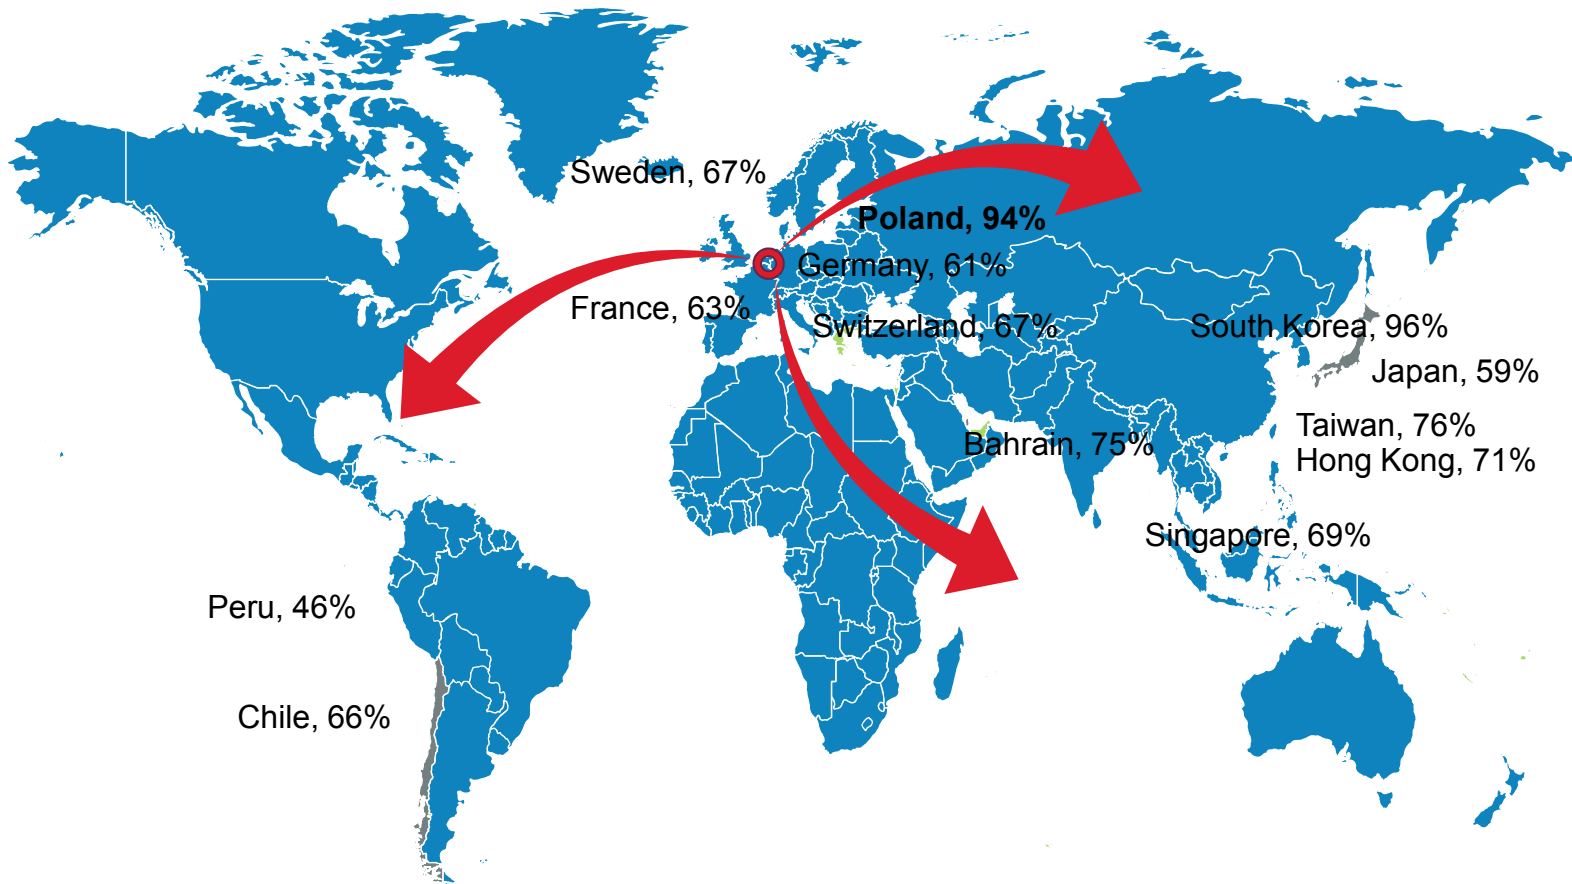 Sweden, 67%
Poland, 94%
Germany, 61%
France, 63%
Switzerland, 67%
South Korea, 96%
Japan, 59%
Taiwan, 76%
Hong Kong, 71%
Bahrain, 75%
Singapore, 69%
Peru, 46%
Chile, 66%